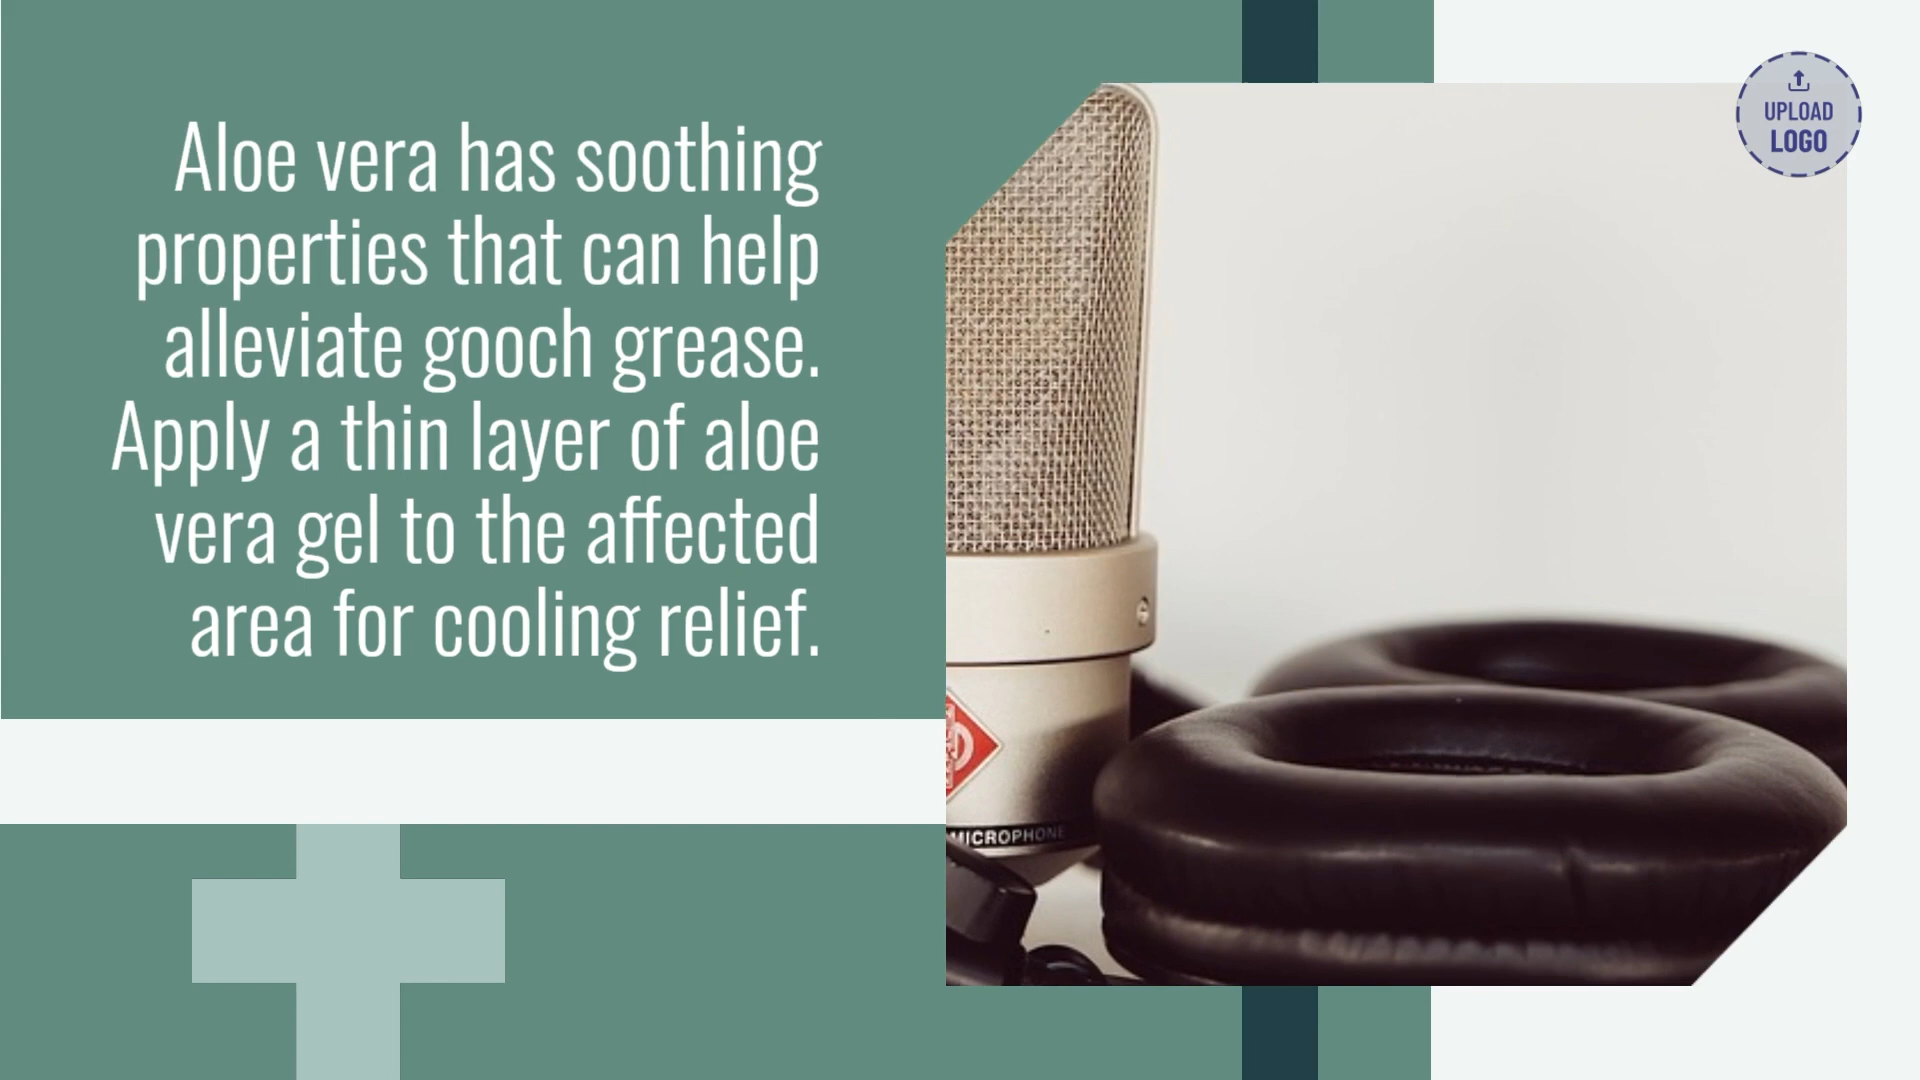 Aloe vera has soothing
properties that can help
alleviate gooch grease.
Apply a thin layer of aloe
vera gel to the affected
area for cooling relief.
UPLOAD
LOGO
MICROPHONE